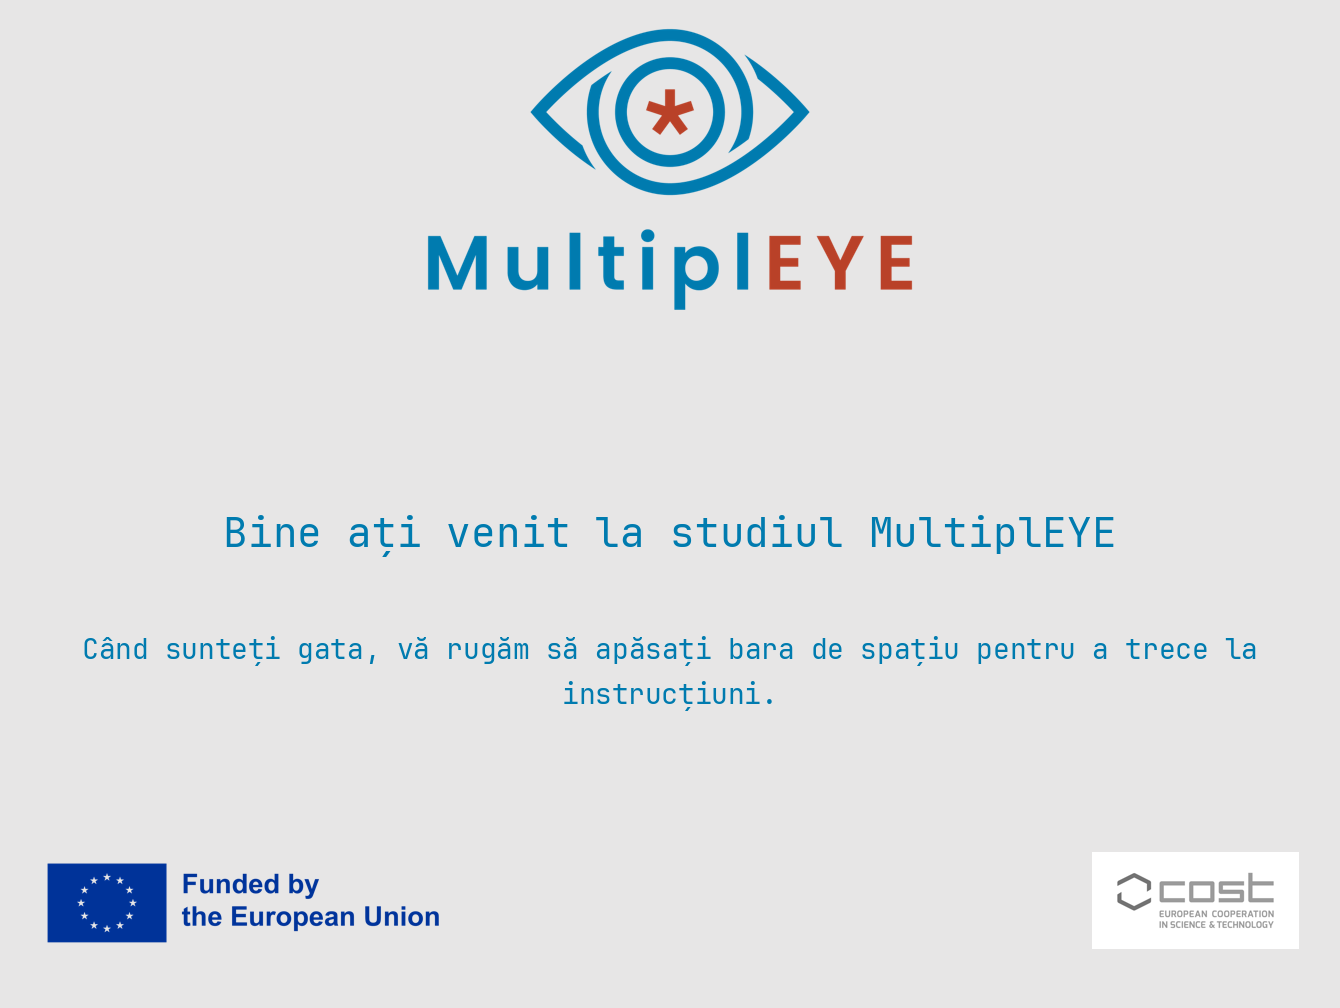 MultiplEYE
Bine ați venit la studiul MultiplEYE
Când sunteți gata, vă rugăm să apăsați bara de spațiu pentru a trece la
instrucțiuni.
Funded by
the European Union
cost
EUROPEAN COOPERATION
IN SCIENCE & TECHNOLOGY